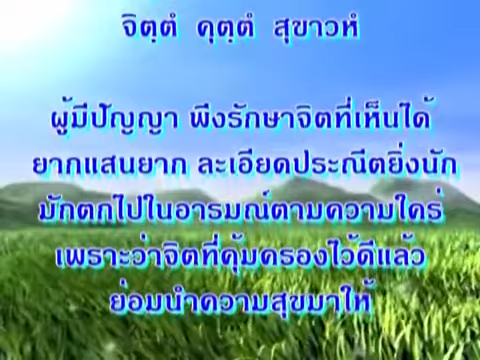 จิตฺตํ คุตฺตํ สุขาวหํ
ผู้มีปัญญา พึงรักษาจิตที่เห็นได้
ยากแสนยาก ละเอียดประณีตยิ่งนัก
มักตกไปในอารมณ์ตามความใคร่
เพราะว่าจิตที่คุ้มครองไว้ดีแล้ว
ย่อมนำความสุขมาให้